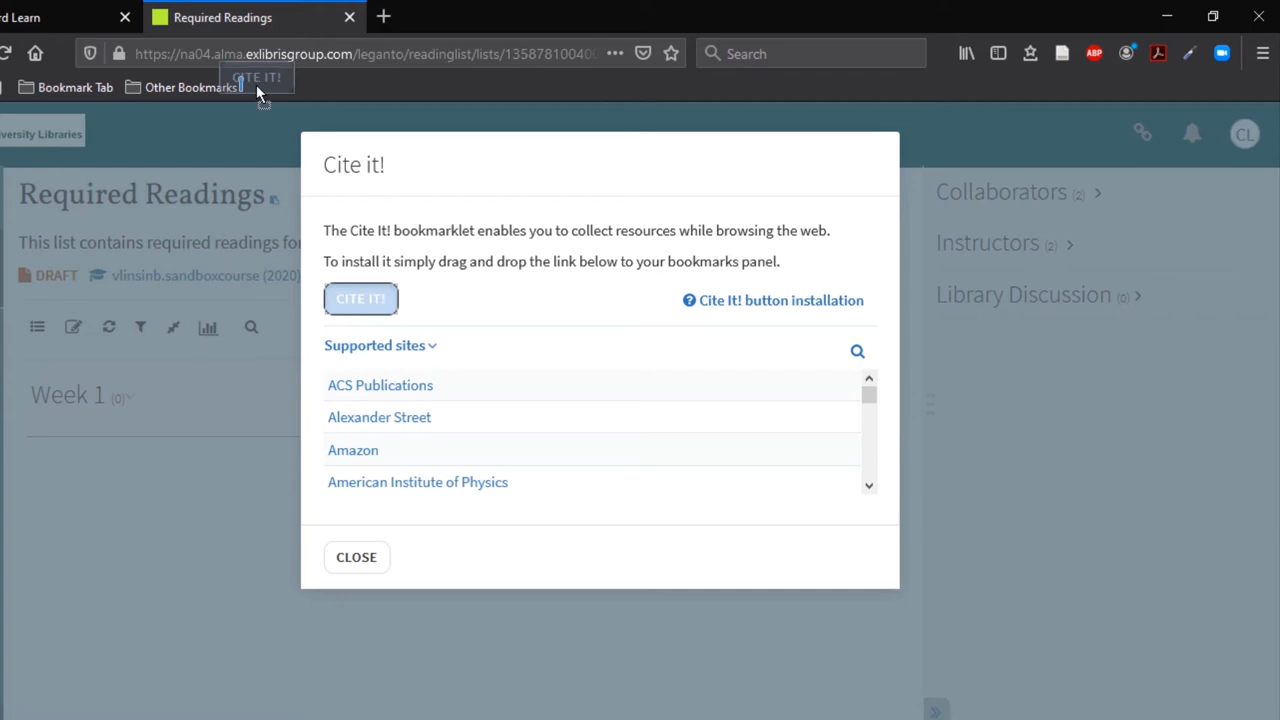 rd Learn
Required Readings
https://na04.alma.exlibrisgroup.com/leganto/readinglist/lists/1358781004
Search
Bookmark Tab
Other Bookmarks
CITE IT!
ABP
versity Libraries
CL
Cite it!
The Cite It! bookmarklet enables you to collect resources while browsing the web.
To install it simply drag and drop the link below to your bookmarks panel.
CITE IT!
Cite It! button installation
Supported sites
ACS Publications
Alexander Street
Amazon
American Institute of Physics
CLOSE
Required Readings
This list contains required readings for
DRAFT
vlinsinb.sandboxcourse (2020)
Week 1 (0)
Collaborators (2)
Instructors (2)
Library Discussion (0)